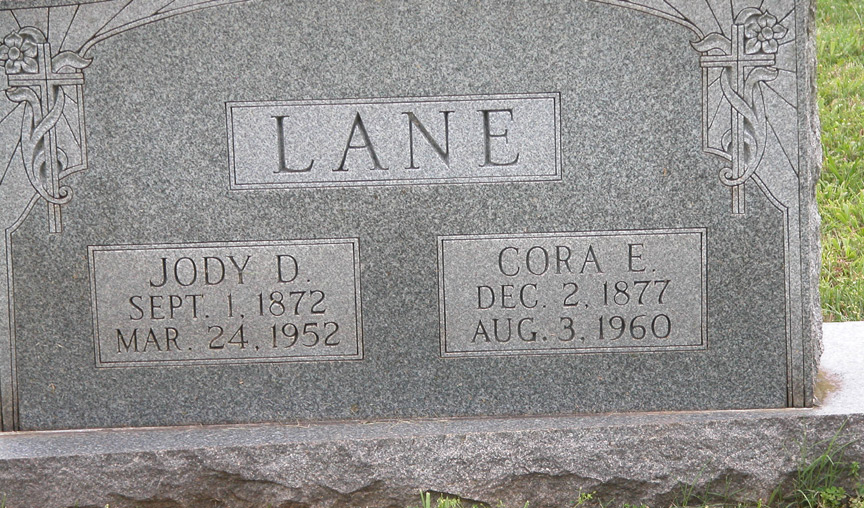 LANE
JODY D.
SEPT. 1, 1872
MAR. 24, 1952
CORA E.
DEC. 2, 1877
AUG. 3, 1960